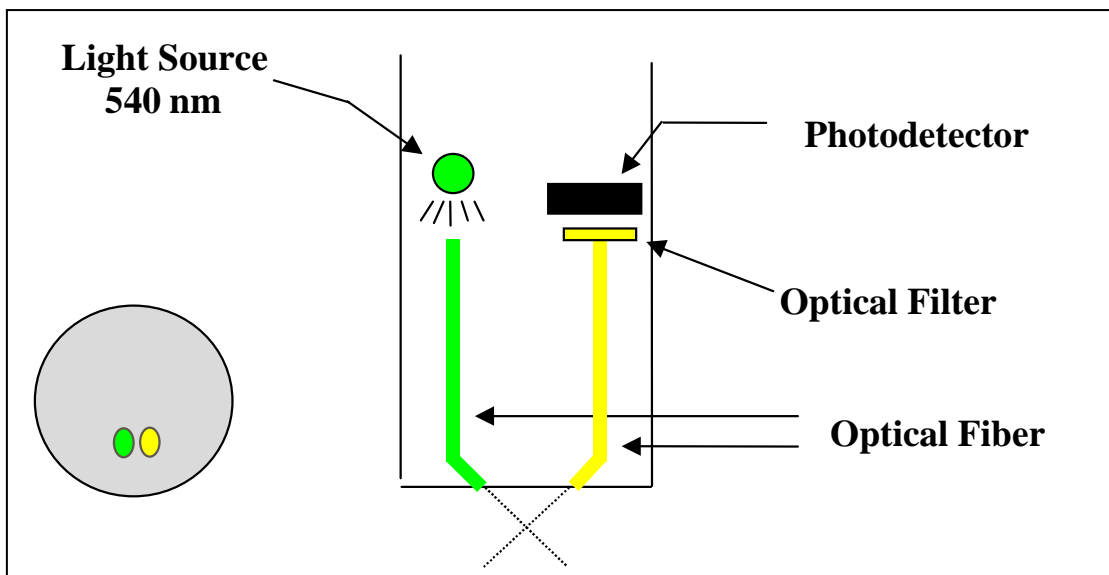 Light Source
540 nm
Photodetector
Optical Filter
Optical Fiber